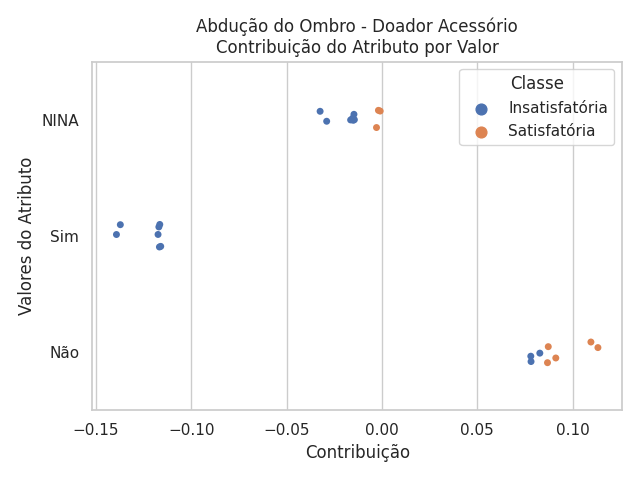 Abdução do Ombro - Doador Acessório
Contribuição do Atributo por Valor
Classe
Insatisfatória
Satisfatória
Valores do Atributo
NINA
Sim
Não
−0.15
−0.10
−0.05
0.00
0.05
0.10
Contribuição